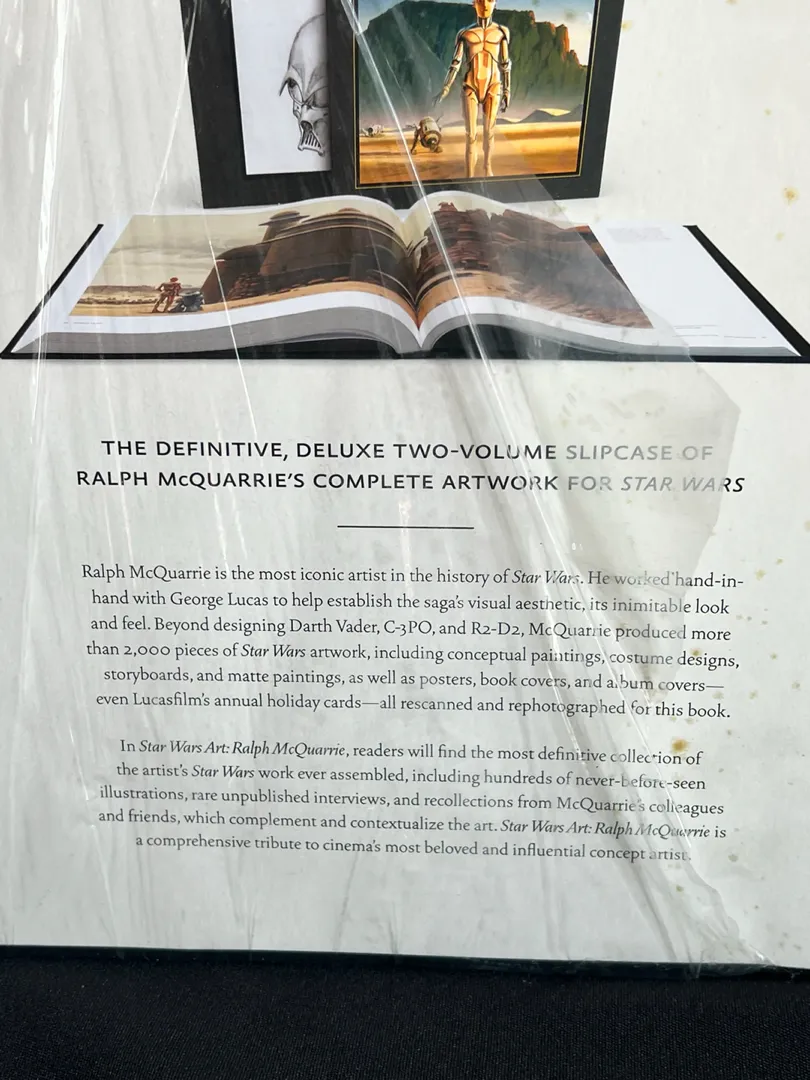 THE DEFINITIVE, DELUXE TWO-VOLUME SLIPCASE OF
RALPH McQUARRIE'S COMPLETE ARTWORK FOR STAR WARS
Ralph McQuarrie is the most iconic artist in the history of Star Wars. He worked hand-in-
hand with George Lucas to help establish the saga's visual aesthetic, its inimitable look
and feel. Beyond designing Darth Vader, C-3PO, and R2-D2, McQuarrie produced more
than 2,000 pieces of Star Wars artwork, including conceptual paintings, costume designs,
storyboards, and matte paintings, as well as posters, book covers, and album covers—
even Lucasfilm's annual holiday cards—all rescanned and rephotographed for this book.
In Star Wars Art: Ralph McQuarrie, readers will find the most definitive collection of
the artist's Star Wars work ever assembled, including hundreds of never-before-seen
illustrations, rare unpublished interviews, and recollections from McQuarrie's colleagues
and friends, which complement and contextualize the art. Star Wars Art: Ralph McQuarrie is
a comprehensive tribute to cinema's most beloved and influential concept artist.